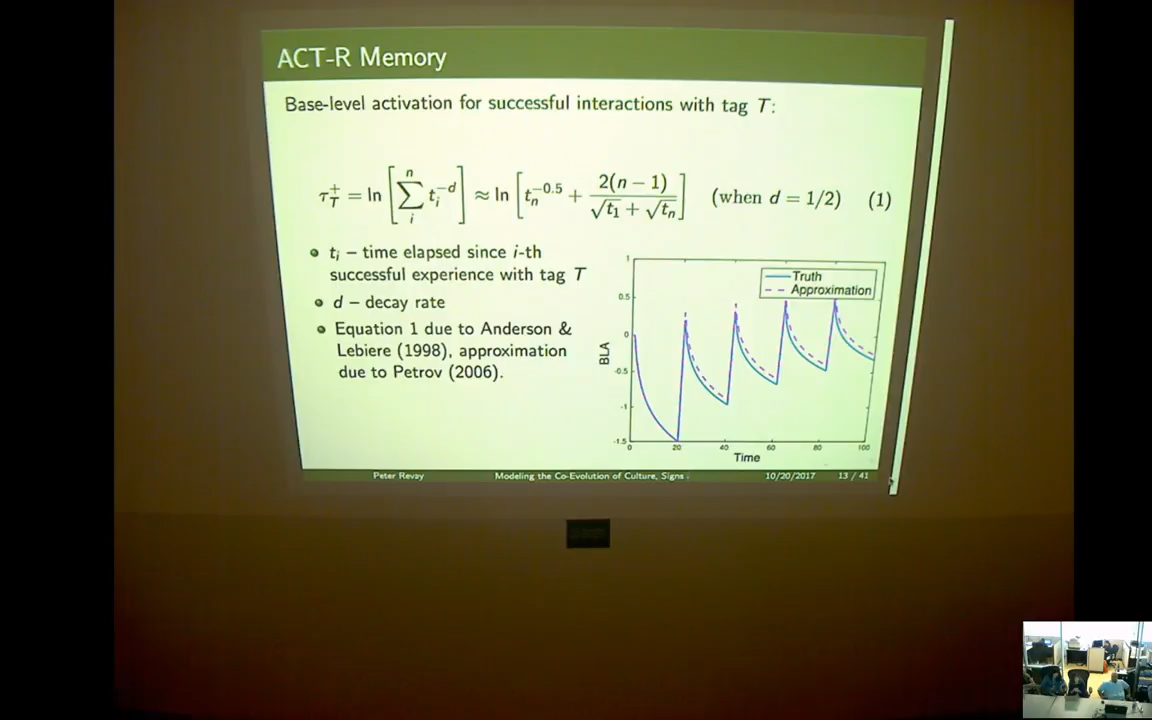 ACT-R Memory
Base-level activation for successful interactions with tag T:
τ_T^+ = ln [ ∑_i^n t_i^{-d} ] ≈ ln [ t_n^{-0.5} + 2(n − 1) / (√t_1 + √t_n) ] (when d = 1/2) (1)
• t_i – time elapsed since i-th
successful experience with tag T
• d – decay rate
• Equation 1 due to Anderson &
Lebiere (1998), approximation
due to Petrov (2006).
Truth
Approximation
BLA
1
0.5
0
-0.5
-1
-1.5
0 20 40 60 80 100
Time
Peter Revay Modeling the Co-Evolution of Culture, Signs 10/20/2017 13 / 41